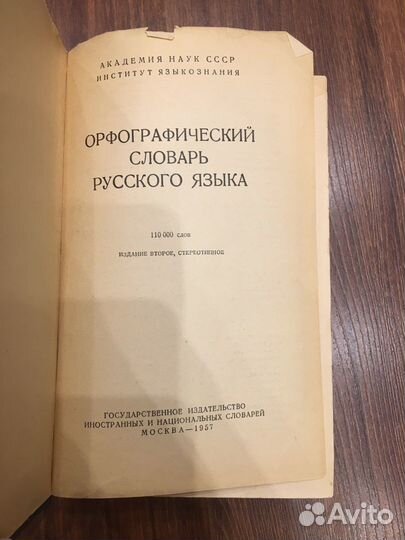 АКАДЕМИЯ НАУК СССР
ИНСТИТУТ ЯЗЫКОЗНАНИЯ
ОРФОГРАФИЧЕСКИЙ
СЛОВАРЬ
РУССКОГО ЯЗЫКА
110 000 слов
ИЗДАНИЕ ВТОРОЕ, СТЕРЕОТИПНОЕ
ГОСУДАРСТВЕННОЕ ИЗДАТЕЛЬСТВО
ИНОСТРАННЫХ И НАЦИОНАЛЬНЫХ СЛОВАРЕЙ
МОСКВА—1957
Avito